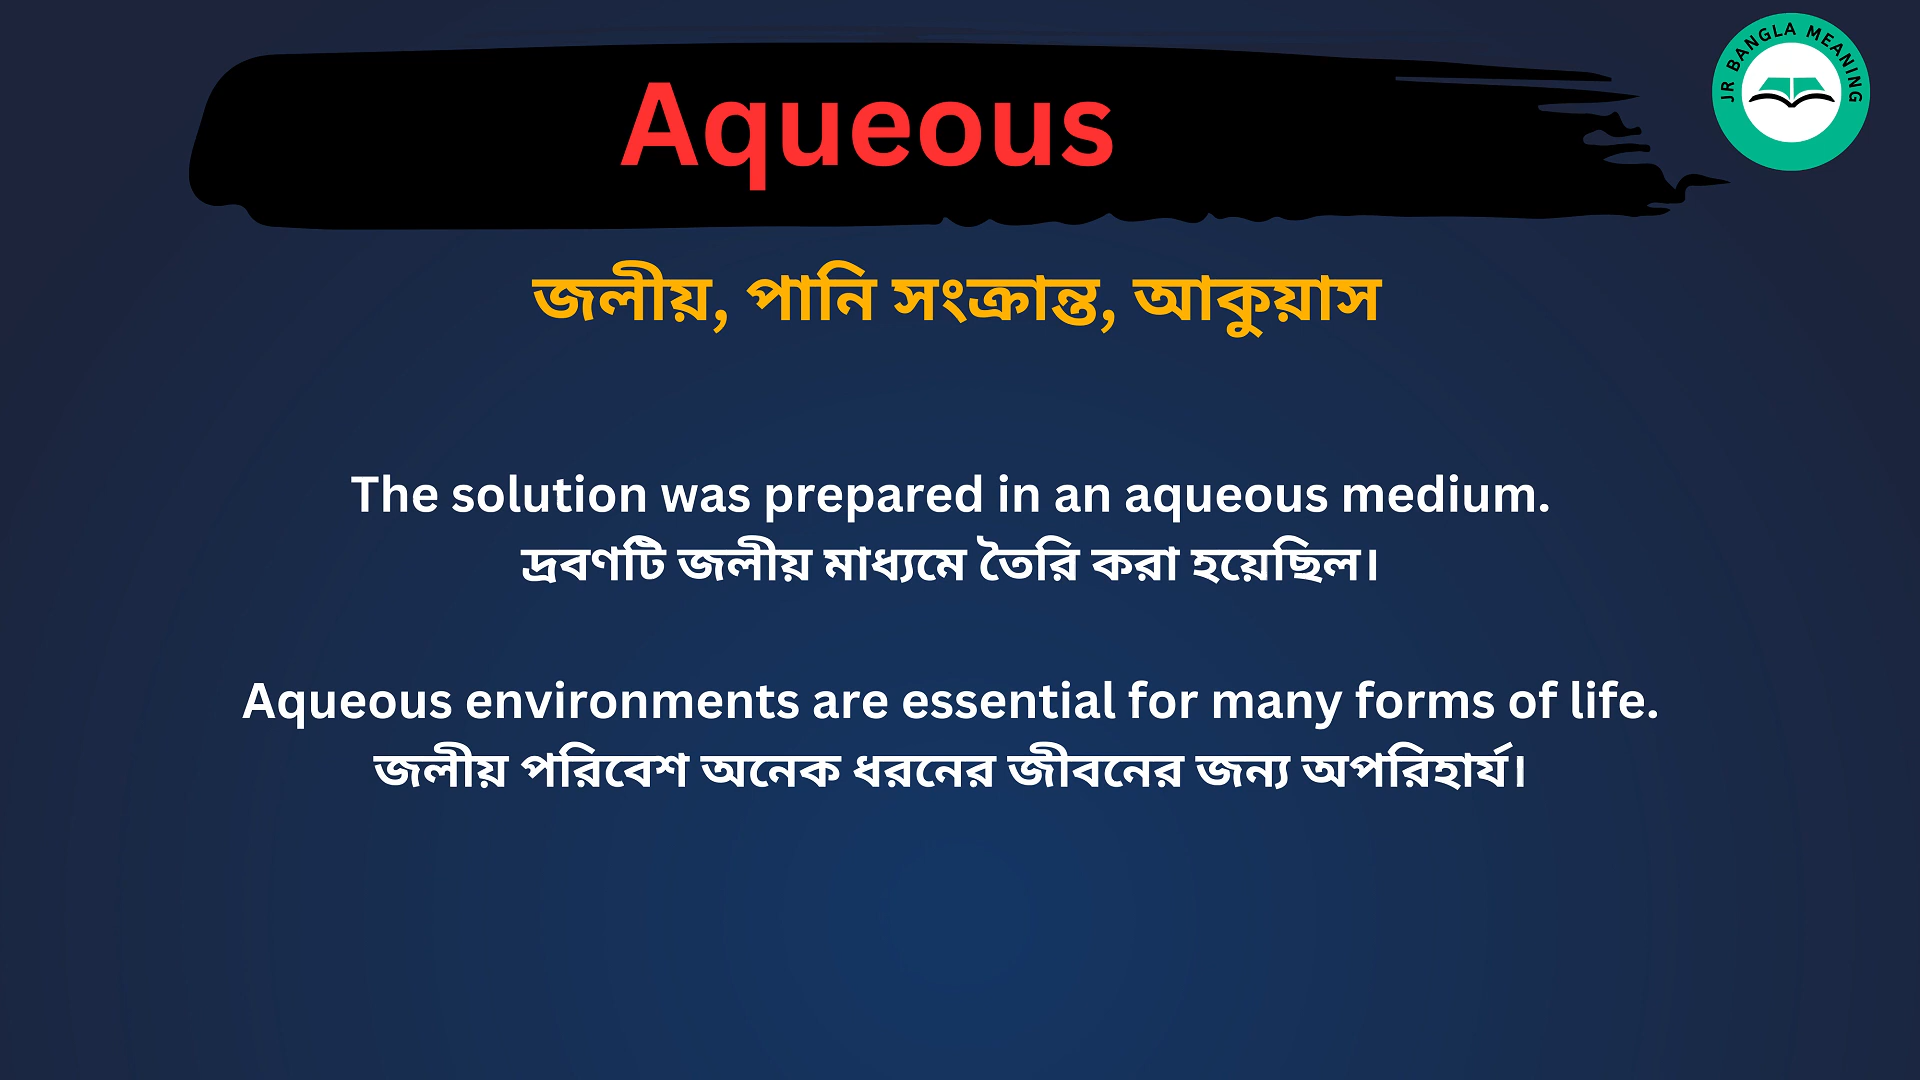 Aqueous
JR BANGLA MEANING
জলীয়, পানি সংক্রান্ত, আকুয়াস
The solution was prepared in an aqueous medium.
দ্রবণটি জলীয় মাধ্যমে তৈরি করা হয়েছিল।
Aqueous environments are essential for many forms of life.
জলীয় পরিবেশ অনেক ধরনের জীবনের জন্য অপরিহার্য।